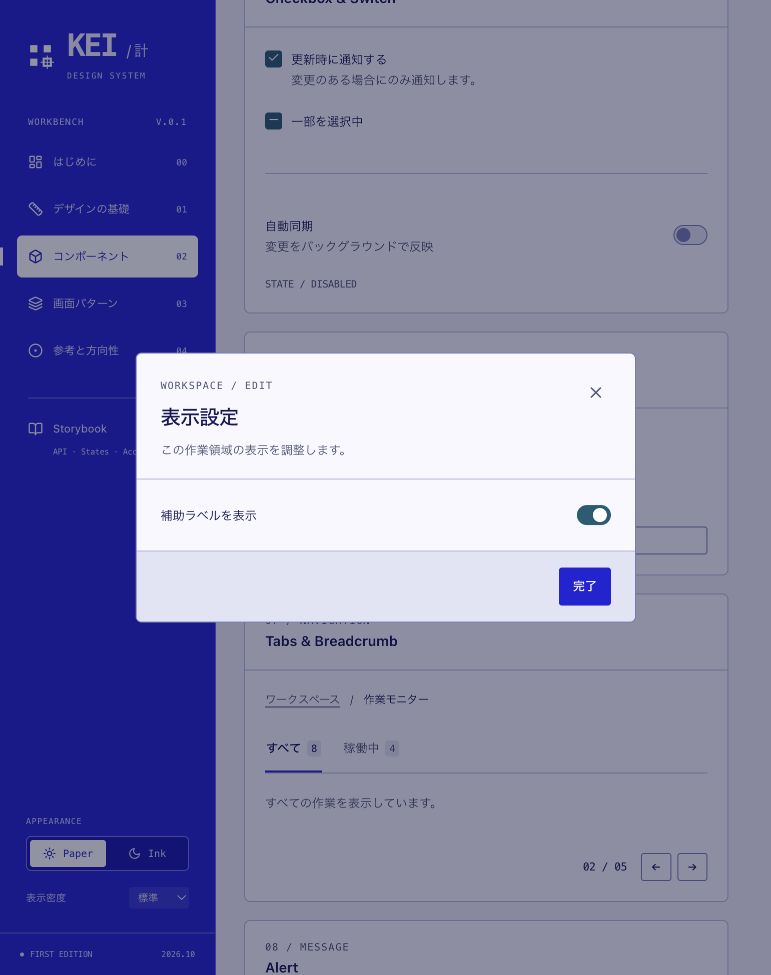 KEI / 計
DESIGN SYSTEM
WORKBENCH V.0.1
はじめに 00
デザインの基礎 01
コンポーネント 02
画面パターン 03
参考と方向性 04
Storybook
API · States · Acc
APPEARANCE
Paper Ink
表示密度 標準
FIRST EDITION 2026.10
Checkbox & Switch
更新時に通知する
変更のある場合にのみ通知します。
一部を選択中
自動同期
変更をバックグラウンドで反映
STATE / DISABLED
WORKSPACE / EDIT
表示設定
この作業領域の表示を調整します。
補助ラベルを表示
完了
07 / NAVIGATION
Tabs & Breadcrumb
ワークスペース / 作業モニター
すべて 8 稼働中 4
すべての作業を表示しています。
02 / 05 ← →
08 / MESSAGE
Alert